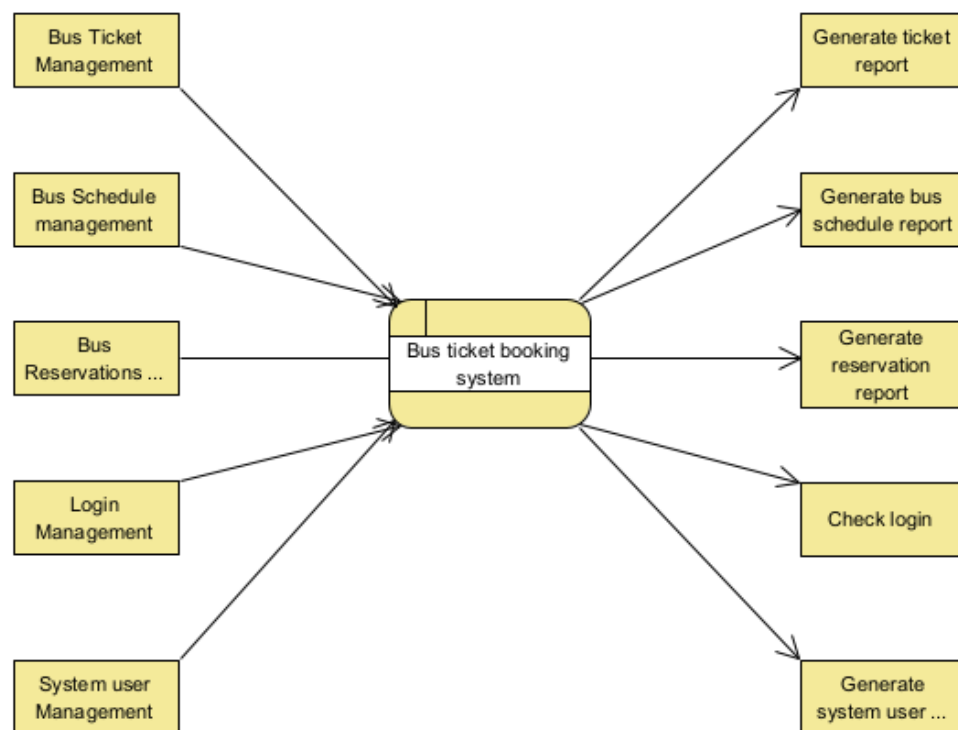 Bus Ticket
Management
Bus Schedule
management
Bus
Reservations ...
Login
Management
System user
Management
Bus ticket booking
system
Generate ticket
report
Generate bus
schedule report
Generate
reservation
report
Check login
Generate
system user ...